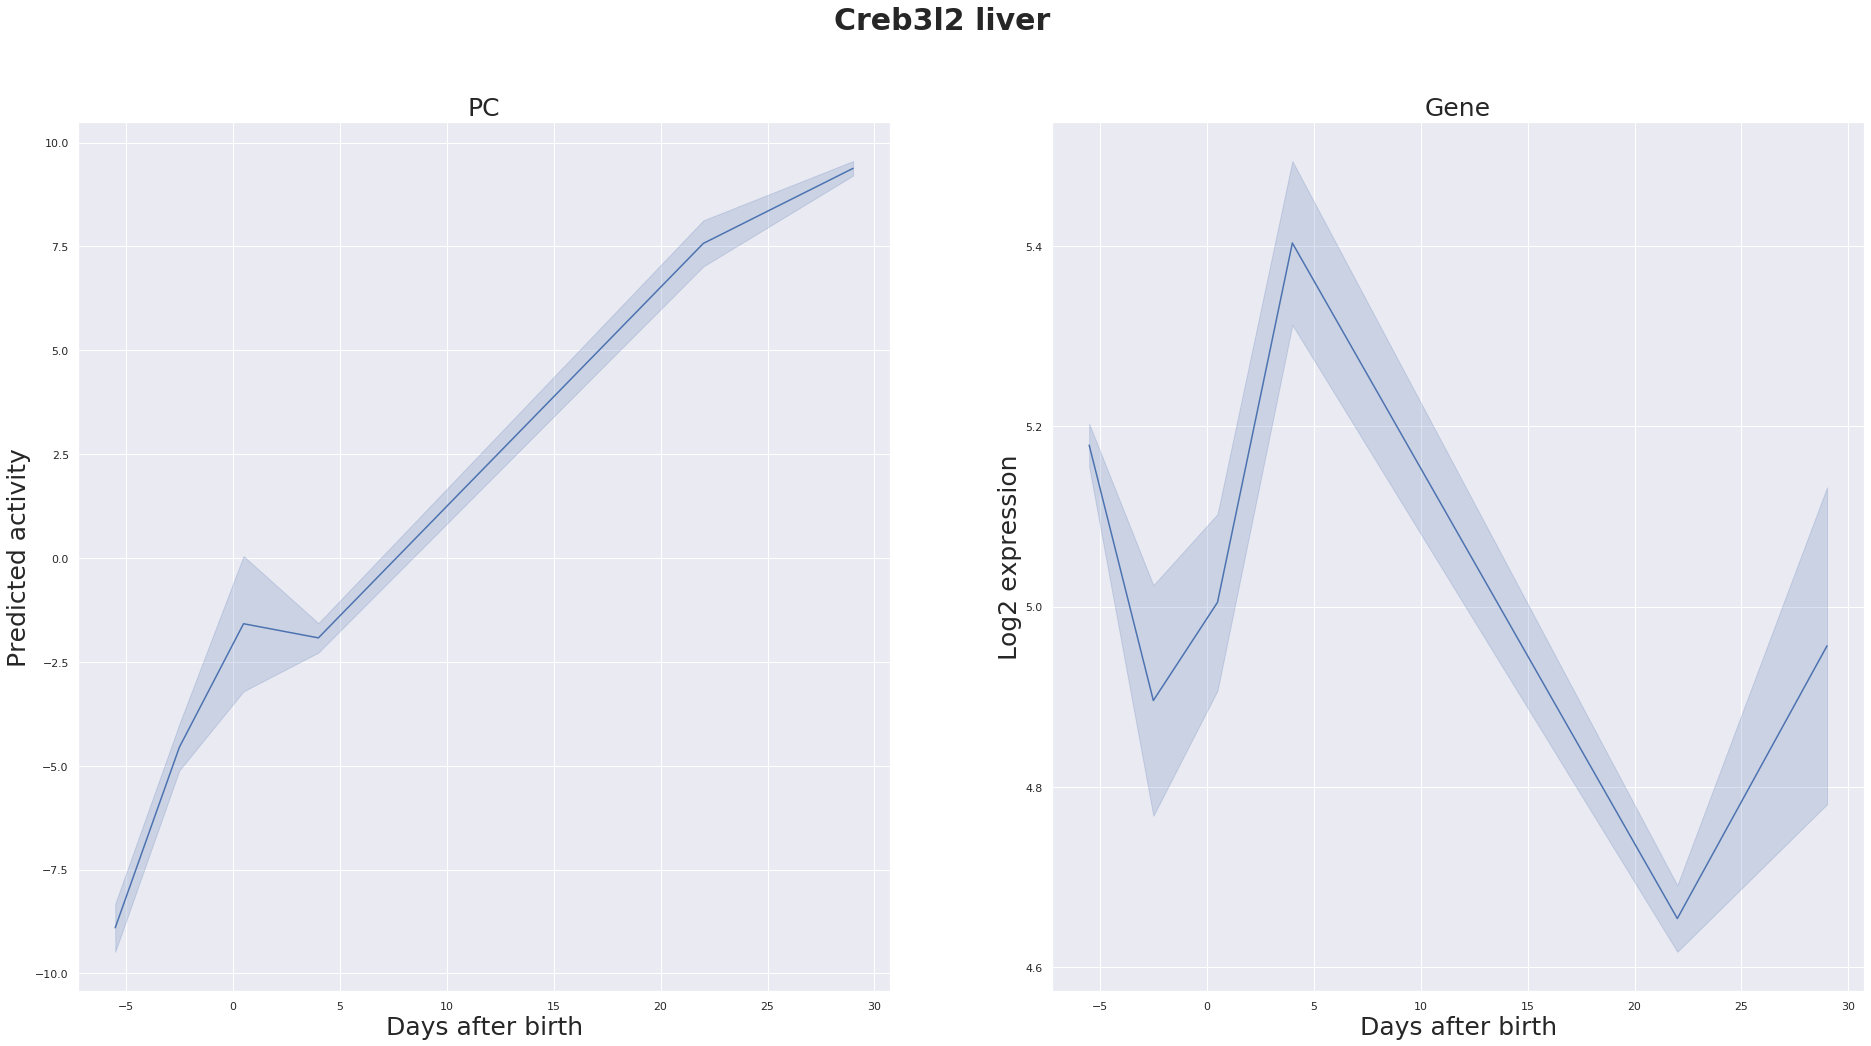 Creb3l2 liver
PC
Predicted activity
10.0
7.5
5.0
2.5
0.0
−2.5
−5.0
−7.5
−10.0
−5 0 5 10 15 20 25 30
Days after birth
Gene
Log2 expression
5.4
5.2
5.0
4.8
4.6
−5 0 5 10 15 20 25 30
Days after birth